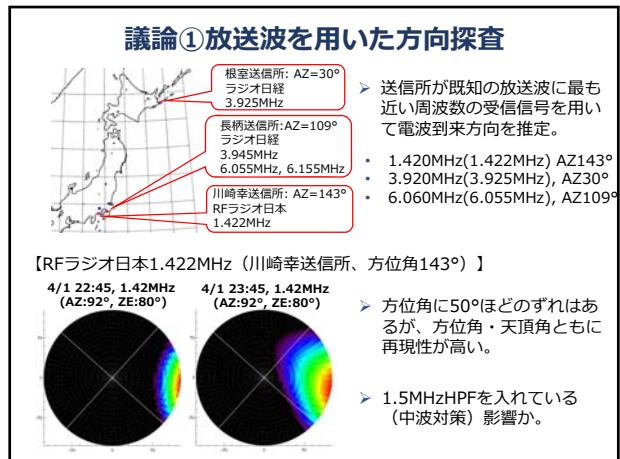 議論①放送波を用いた方向探査
根室送信所: AZ=30°
ラジオ日経
3.925MHz
長柄送信所:AZ=109°
ラジオ日経
3.945MHz
6.055MHz, 6.155MHz
川崎幸送信所: AZ=143°
RFラジオ日本
1.422MHz
➢ 送信所が既知の放送波に最も
近い周波数の受信信号を用い
て電波到来方向を推定。
• 1.420MHz(1.422MHz) AZ143°
• 3.920MHz(3.925MHz), AZ30°
• 6.060MHz(6.055MHz), AZ109°
【RFラジオ日本1.422MHz（川崎幸送信所、方位角143°）】
4/1 22:45, 1.42MHz
(AZ:92°, ZE:80°)
4/1 23:45, 1.42MHz
(AZ:92°, ZE:80°)
➢ 方位角に50°ほどのずれはあ
るが、方位角・天頂角ともに
再現性が高い。
➢ 1.5MHzHPFを入れている
（中波対策）影響か。